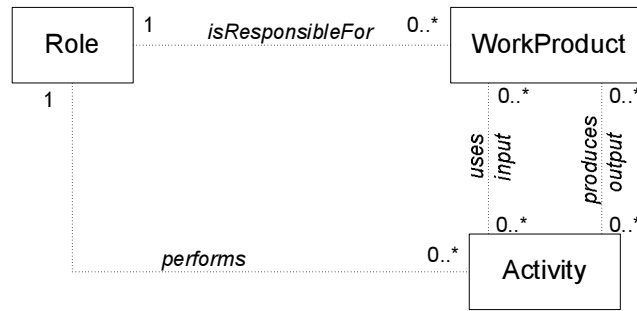 Role
1
isResponsibleFor
0..*
WorkProduct
1
0..*
0..*
uses
input
produces
output
0..*
0..*
performs
0..*
Activity